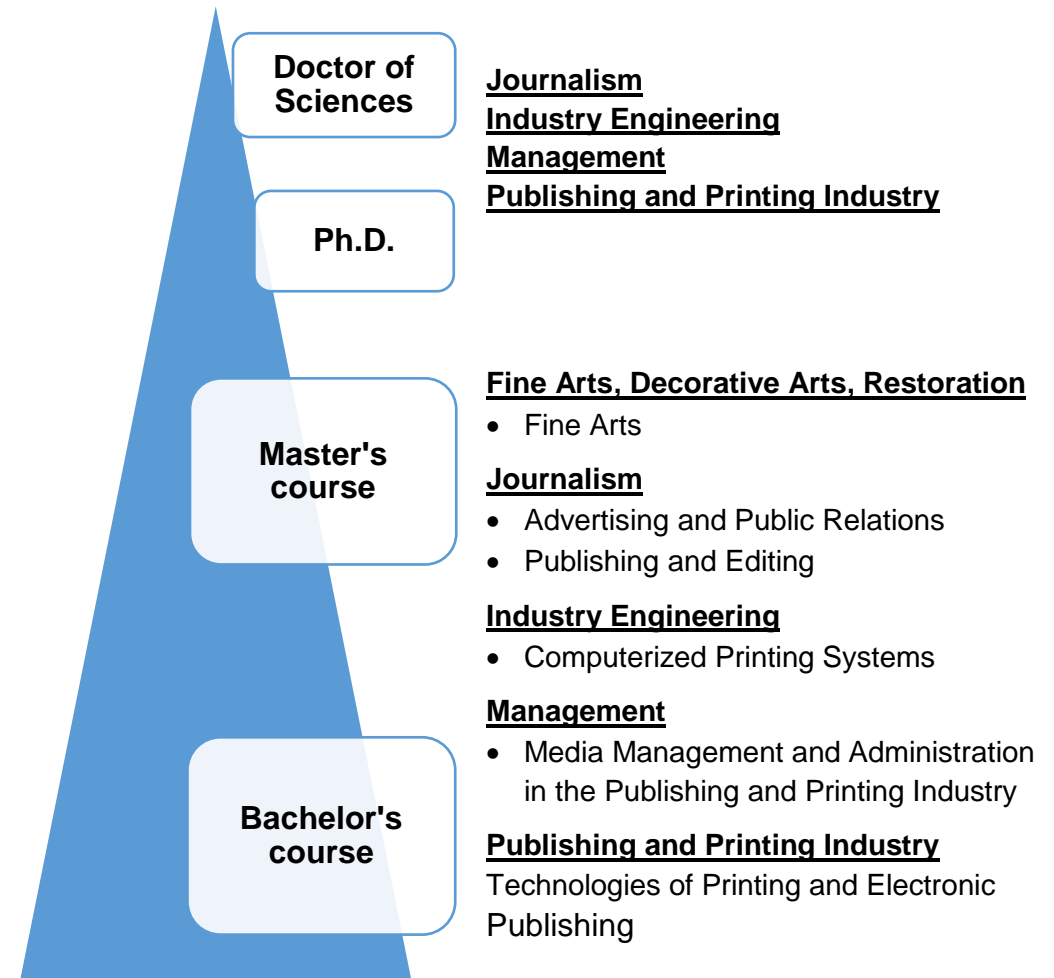 Doctor of
Sciences
Journalism
Industry Engineering
Management
Publishing and Printing Industry
Ph.D.
Master's
course
Fine Arts, Decorative Arts, Restoration
• Fine Arts
Journalism
• Advertising and Public Relations
• Publishing and Editing
Industry Engineering
• Computerized Printing Systems
Management
• Media Management and Administration
in the Publishing and Printing Industry
Bachelor's
course
Publishing and Printing Industry
Technologies of Printing and Electronic
Publishing